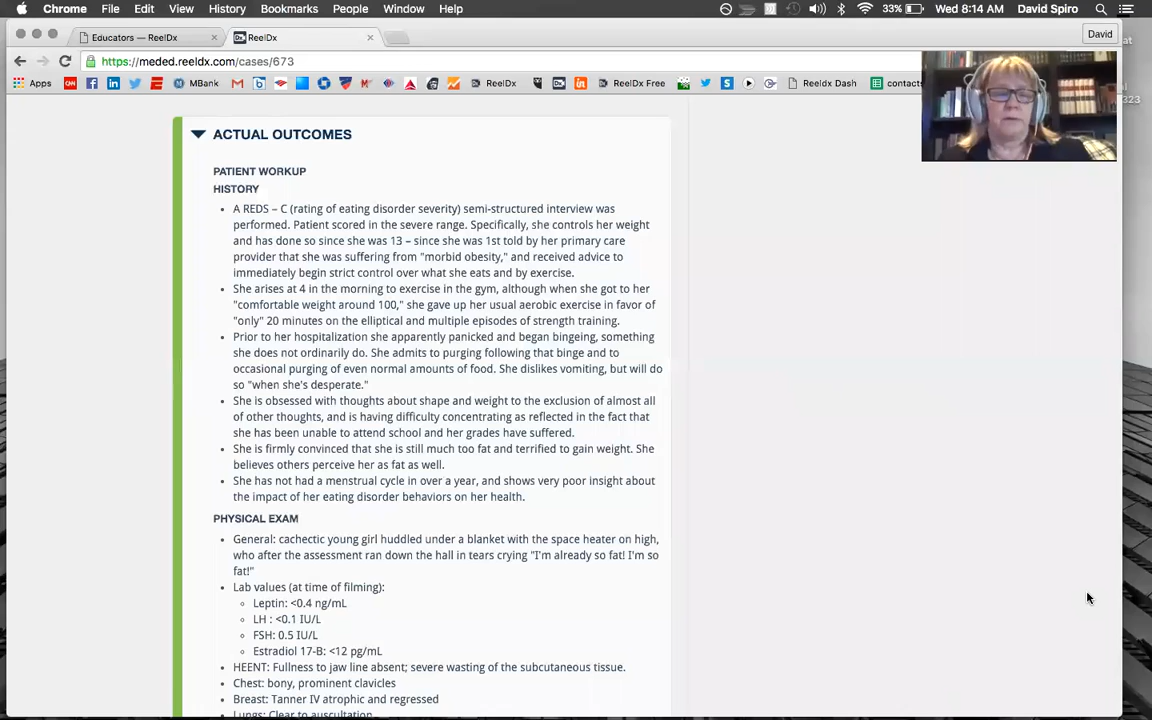 Chrome File Edit View History Bookmarks People Window Help 33% Wed 8:14 AM David Spiro
Educators — ReelDx ReelDx David
https://meded.reeldx.com/cases/673
Apps MBank ReelDx ReelDx Free Reeldx Dash contacts
323
ACTUAL OUTCOMES
PATIENT WORKUP
HISTORY
• A REDS – C (rating of eating disorder severity) semi-structured interview was
performed. Patient scored in the severe range. Specifically, she controls her weight
and has done so since she was 13 – since she was 1st told by her primary care
provider that she was suffering from "morbid obesity," and received advice to
immediately begin strict control over what she eats and by exercise.
• She arises at 4 in the morning to exercise in the gym, although when she got to her
"comfortable weight around 100," she gave up her usual aerobic exercise in favor of
"only" 20 minutes on the elliptical and multiple episodes of strength training.
• Prior to her hospitalization she apparently panicked and began bingeing, something
she does not ordinarily do. She admits to purging following that binge and to
occasional purging of even normal amounts of food. She dislikes vomiting, but will do
so "when she's desperate."
• She is obsessed with thoughts about shape and weight to the exclusion of almost all
of other thoughts, and is having difficulty concentrating as reflected in the fact that
she has been unable to attend school and her grades have suffered.
• She is firmly convinced that she is still much too fat and terrified to gain weight. She
believes others perceive her as fat as well.
• She has not had a menstrual cycle in over a year, and shows very poor insight about
the impact of her eating disorder behaviors on her health.
PHYSICAL EXAM
• General: cachectic young girl huddled under a blanket with the space heater on high,
who after the assessment ran down the hall in tears crying "I'm already so fat! I'm so
fat!"
• Lab values (at time of filming):
◦ Leptin: <0.4 ng/mL
◦ LH : <0.1 IU/L
◦ FSH: 0.5 IU/L
◦ Estradiol 17-B: <12 pg/mL
• HEENT: Fullness to jaw line absent; severe wasting of the subcutaneous tissue.
• Chest: bony, prominent clavicles
• Breast: Tanner IV atrophic and regressed
• Lungs: Clear to auscultation